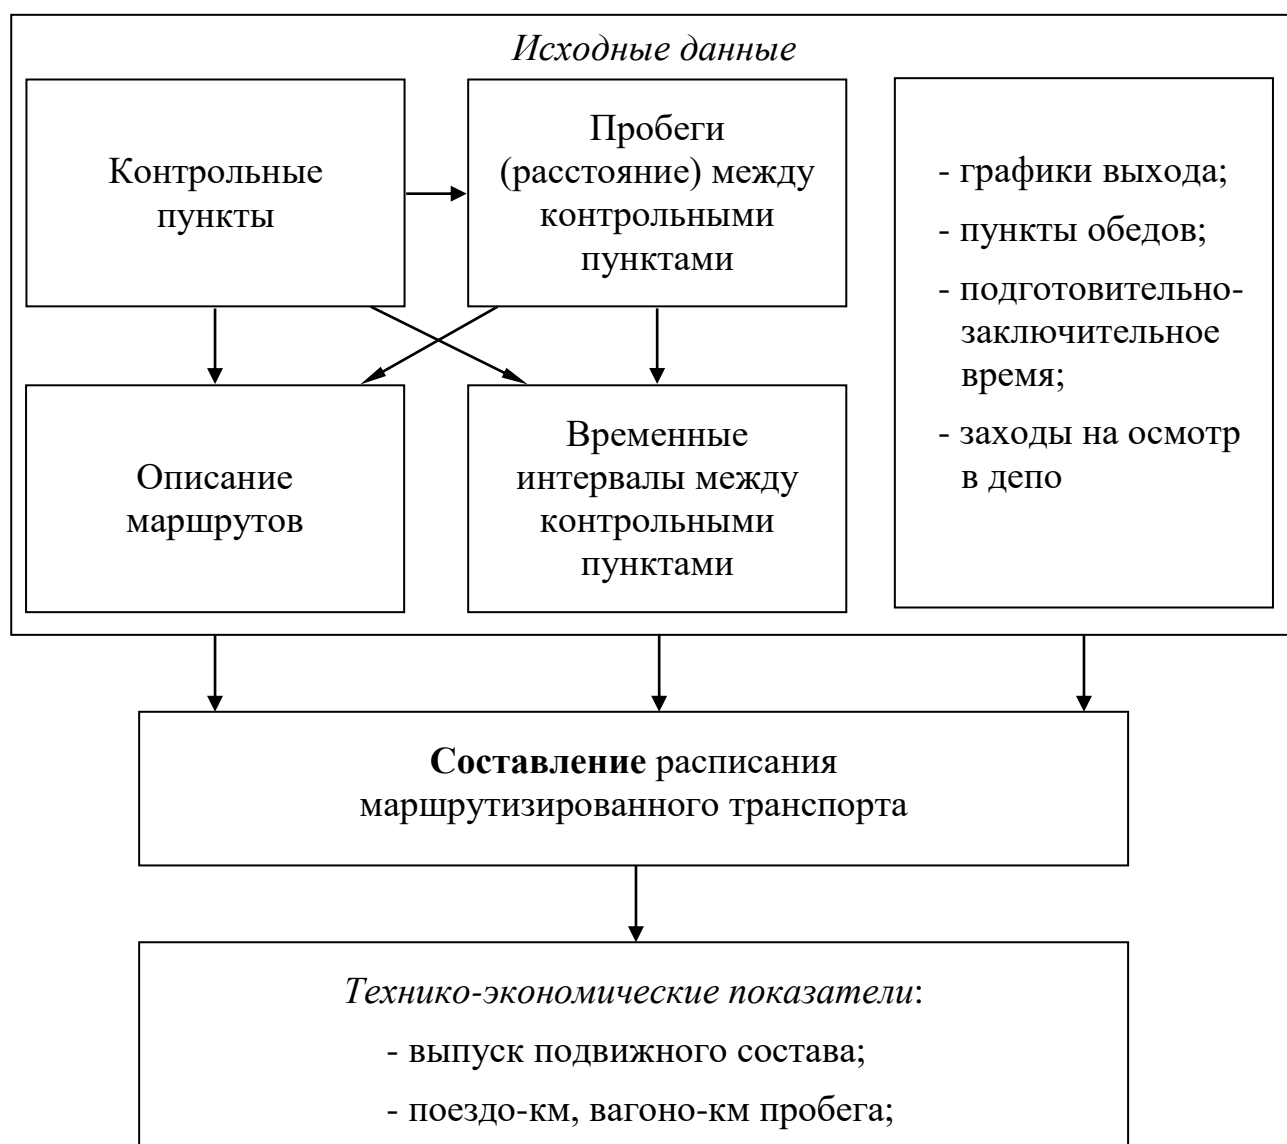 Исходные данные
Контрольные
пункты
Пробеги
(расстояние) между
контрольными
пунктами
- графики выхода;
- пункты обедов;
- подготовительно-
заключительное
время;
- заходы на осмотр
в депо
Описание
маршрутов
Временные
интервалы между
контрольными
пунктами
Составление расписания
маршрутизированного транспорта
Технико-экономические показатели:
- выпуск подвижного состава;
- поездо-км, вагоно-км пробега;